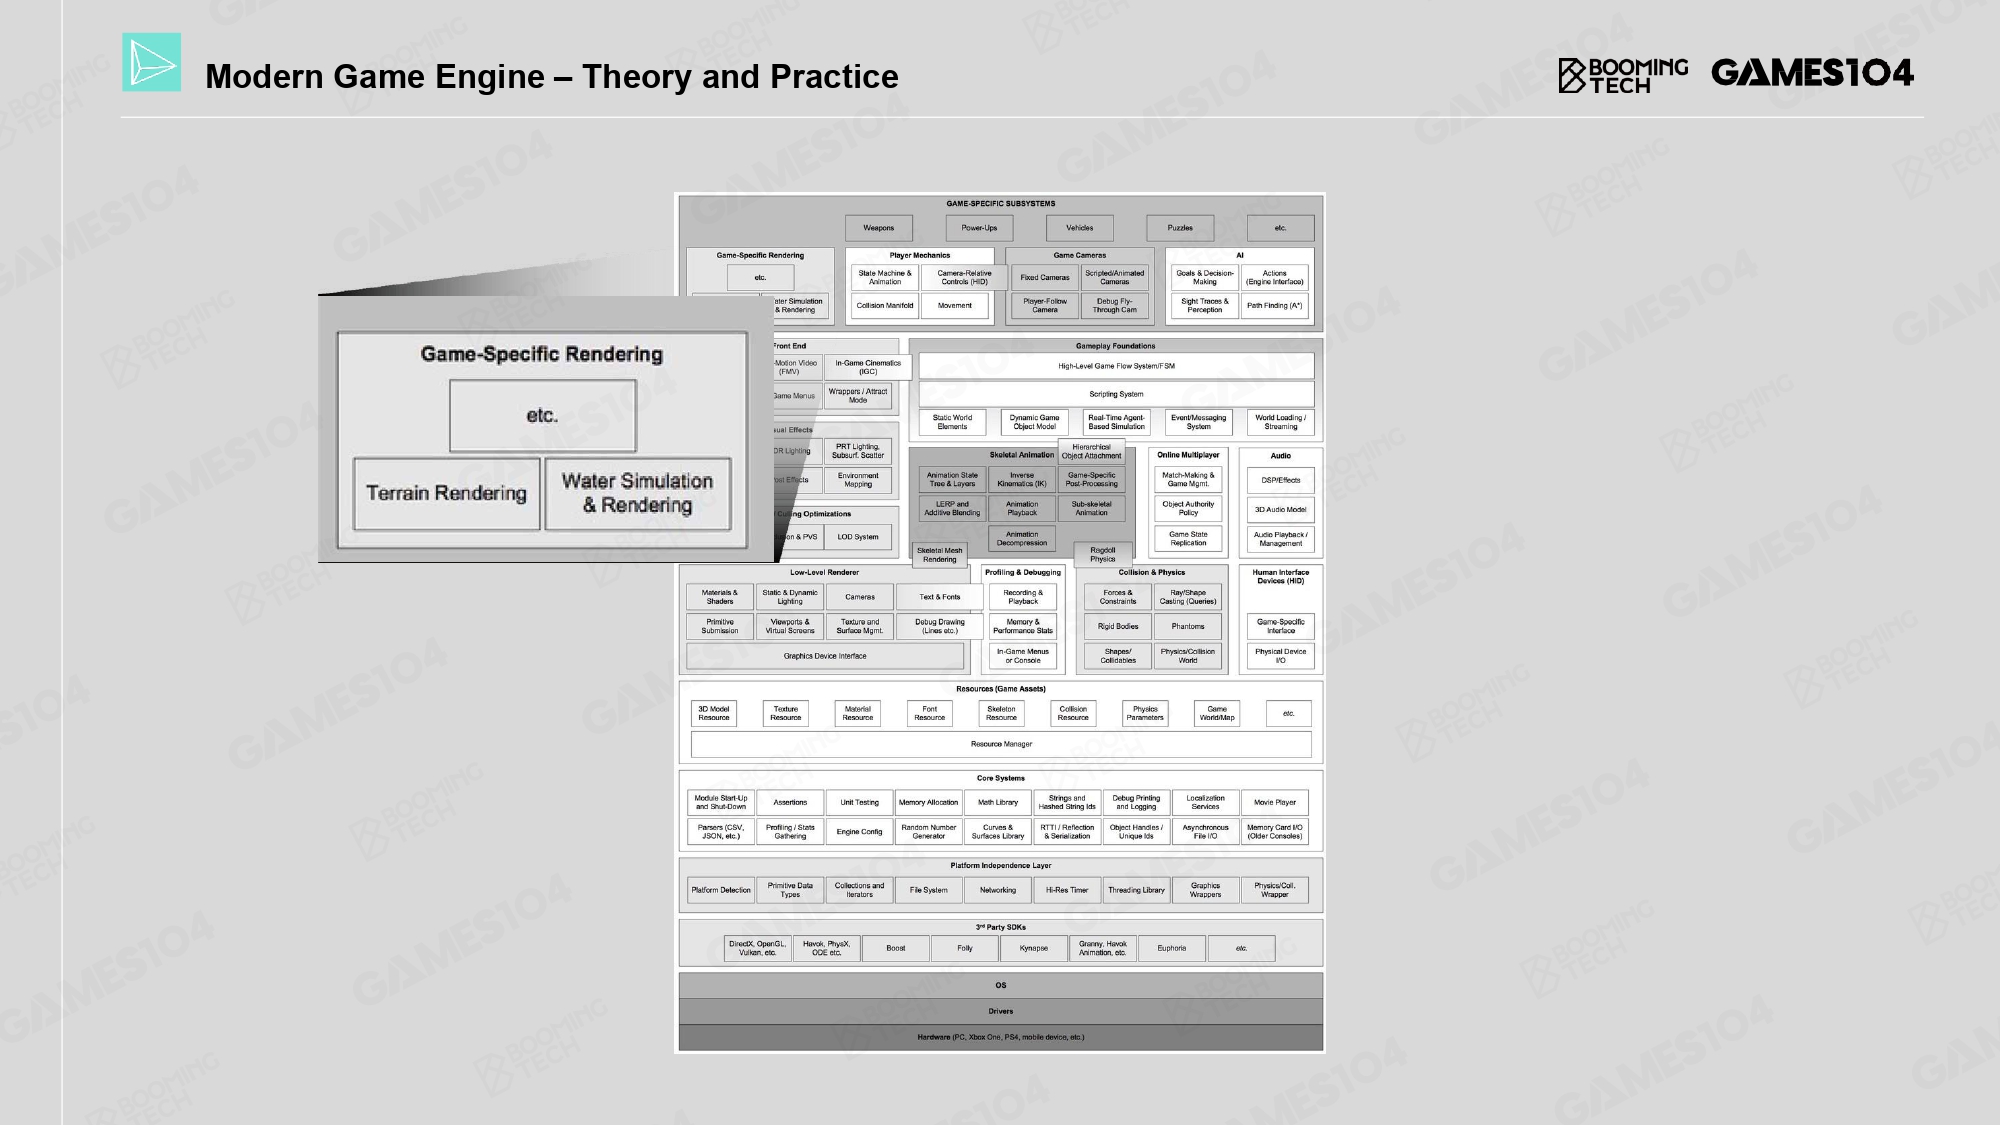 Modern Game Engine – Theory and Practice
BOOMING
TECH
GAMES104
GAME-SPECIFIC SUBSYSTEMS
Weapons
Power-Ups
Vehicles
Puzzles
etc.
Game-Specific Rendering
etc.
Water Simulation
& Rendering
Player Mechanics
State Machine &
Animation
Camera-Relative
Controls (HID)
Collision Manifold
Movement
Game Cameras
Fixed Cameras
Scripted/Animated
Cameras
Player-Follow
Camera
Debug Fly-
Through Cam
AI
Goals & Decision-
Making
Actions
(Engine Interface)
Sight Traces &
Perception
Path Finding (A*)
Game-Specific Rendering
etc.
Terrain Rendering
Water Simulation
& Rendering
Front End
-Motion Video
(FMV)
In-Game Cinematics
(IGC)
Game Menus
Wrappers / Attract
Mode
Effects
Lighting
PRT Lighting,
Subsurf. Scatter
Effects
Environment
Mapping
Culling Optimizations
& PVS
LOD System
Gameplay Foundations
High-Level Game Flow System/FSM
Scripting System
Static World
Elements
Dynamic Game
Object Model
Real-Time Agent-
Based Simulation
Event/Messaging
System
World Loading /
Streaming
Skeletal Animation
Hierarchical
Object Attachment
Animation State
Tree & Layers
Inverse
Kinematics (IK)
Game-Specific
Post-Processing
LERP and
Additive Blending
Animation
Playback
Sub-skeletal
Animation
Animation
Decompression
Skeletal Mesh
Rendering
Ragdoll
Physics
Online Multiplayer
Match-Making &
Game Mgmt.
Object Authority
Policy
Game State
Replication
Audio
DSP/Effects
3D Audio Model
Audio Playback /
Management
Low-Level Renderer
Materials &
Shaders
Static & Dynamic
Lighting
Cameras
Text & Fonts
Primitive
Submission
Viewports &
Virtual Screens
Texture and
Surface Mgmt.
Debug Drawing
(Lines etc.)
Graphics Device Interface
Profiling & Debugging
Recording &
Playback
Memory &
Performance Stats
In-Game Menus
or Console
Collision & Physics
Forces &
Constraints
Ray/Shape
Casting (Queries)
Rigid Bodies
Phantoms
Shapes/
Collidables
Physics/Collision
World
Human Interface
Devices (HID)
Game-Specific
Interface
Physical Device
I/O
Resources (Game Assets)
3D Model
Resource
Texture
Resource
Material
Resource
Font
Resource
Skeleton
Resource
Collision
Resource
Physics
Parameters
Game
World/Map
etc.
Resource Manager
Core Systems
Module Start-Up
and Shut-Down
Assertions
Unit Testing
Memory Allocation
Math Library
Strings and
Hashed String Ids
Debug Printing
and Logging
Localization
Services
Movie Player
Parsers (CSV,
JSON, etc.)
Profiling / Stats
Gathering
Engine Config
Random Number
Generator
Curves &
Surfaces Library
RTTI / Reflection
& Serialization
Object Handles /
Unique Ids
Asynchronous
File I/O
Memory Card I/O
(Older Consoles)
Platform Independence Layer
Platform Detection
Primitive Data
Types
Collections and
Iterators
File System
Networking
Hi-Res Timer
Threading Library
Graphics
Wrappers
Physics/Coll.
Wrapper
3rd Party SDKs
DirectX, OpenGL,
Vulkan, etc.
Havok, PhysX,
ODE etc.
Boost
Folly
Kynapse
Granny, Havok
Animation, etc.
Euphoria
etc.
OS
Drivers
Hardware (PC, Xbox One, PS4, mobile device, etc.)